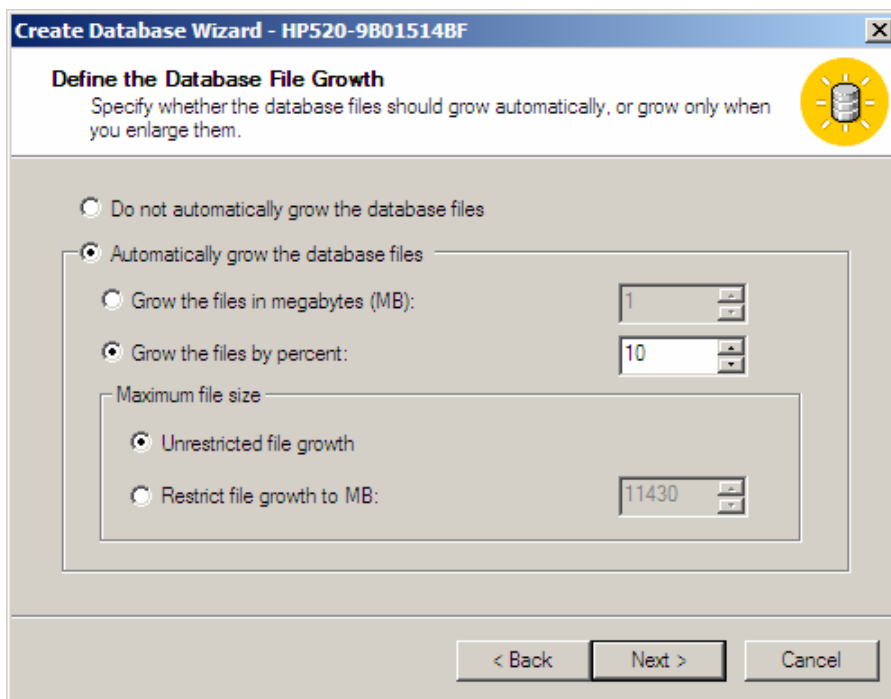 Create Database Wizard - HP520-9B01514BF
Define the Database File Growth
Specify whether the database files should grow automatically, or grow only when
you enlarge them.
Do not automatically grow the database files
Automatically grow the database files
Grow the files in megabytes (MB): 1
Grow the files by percent: 10
Maximum file size
Unrestricted file growth
Restrict file growth to MB: 11430
< Back Next > Cancel